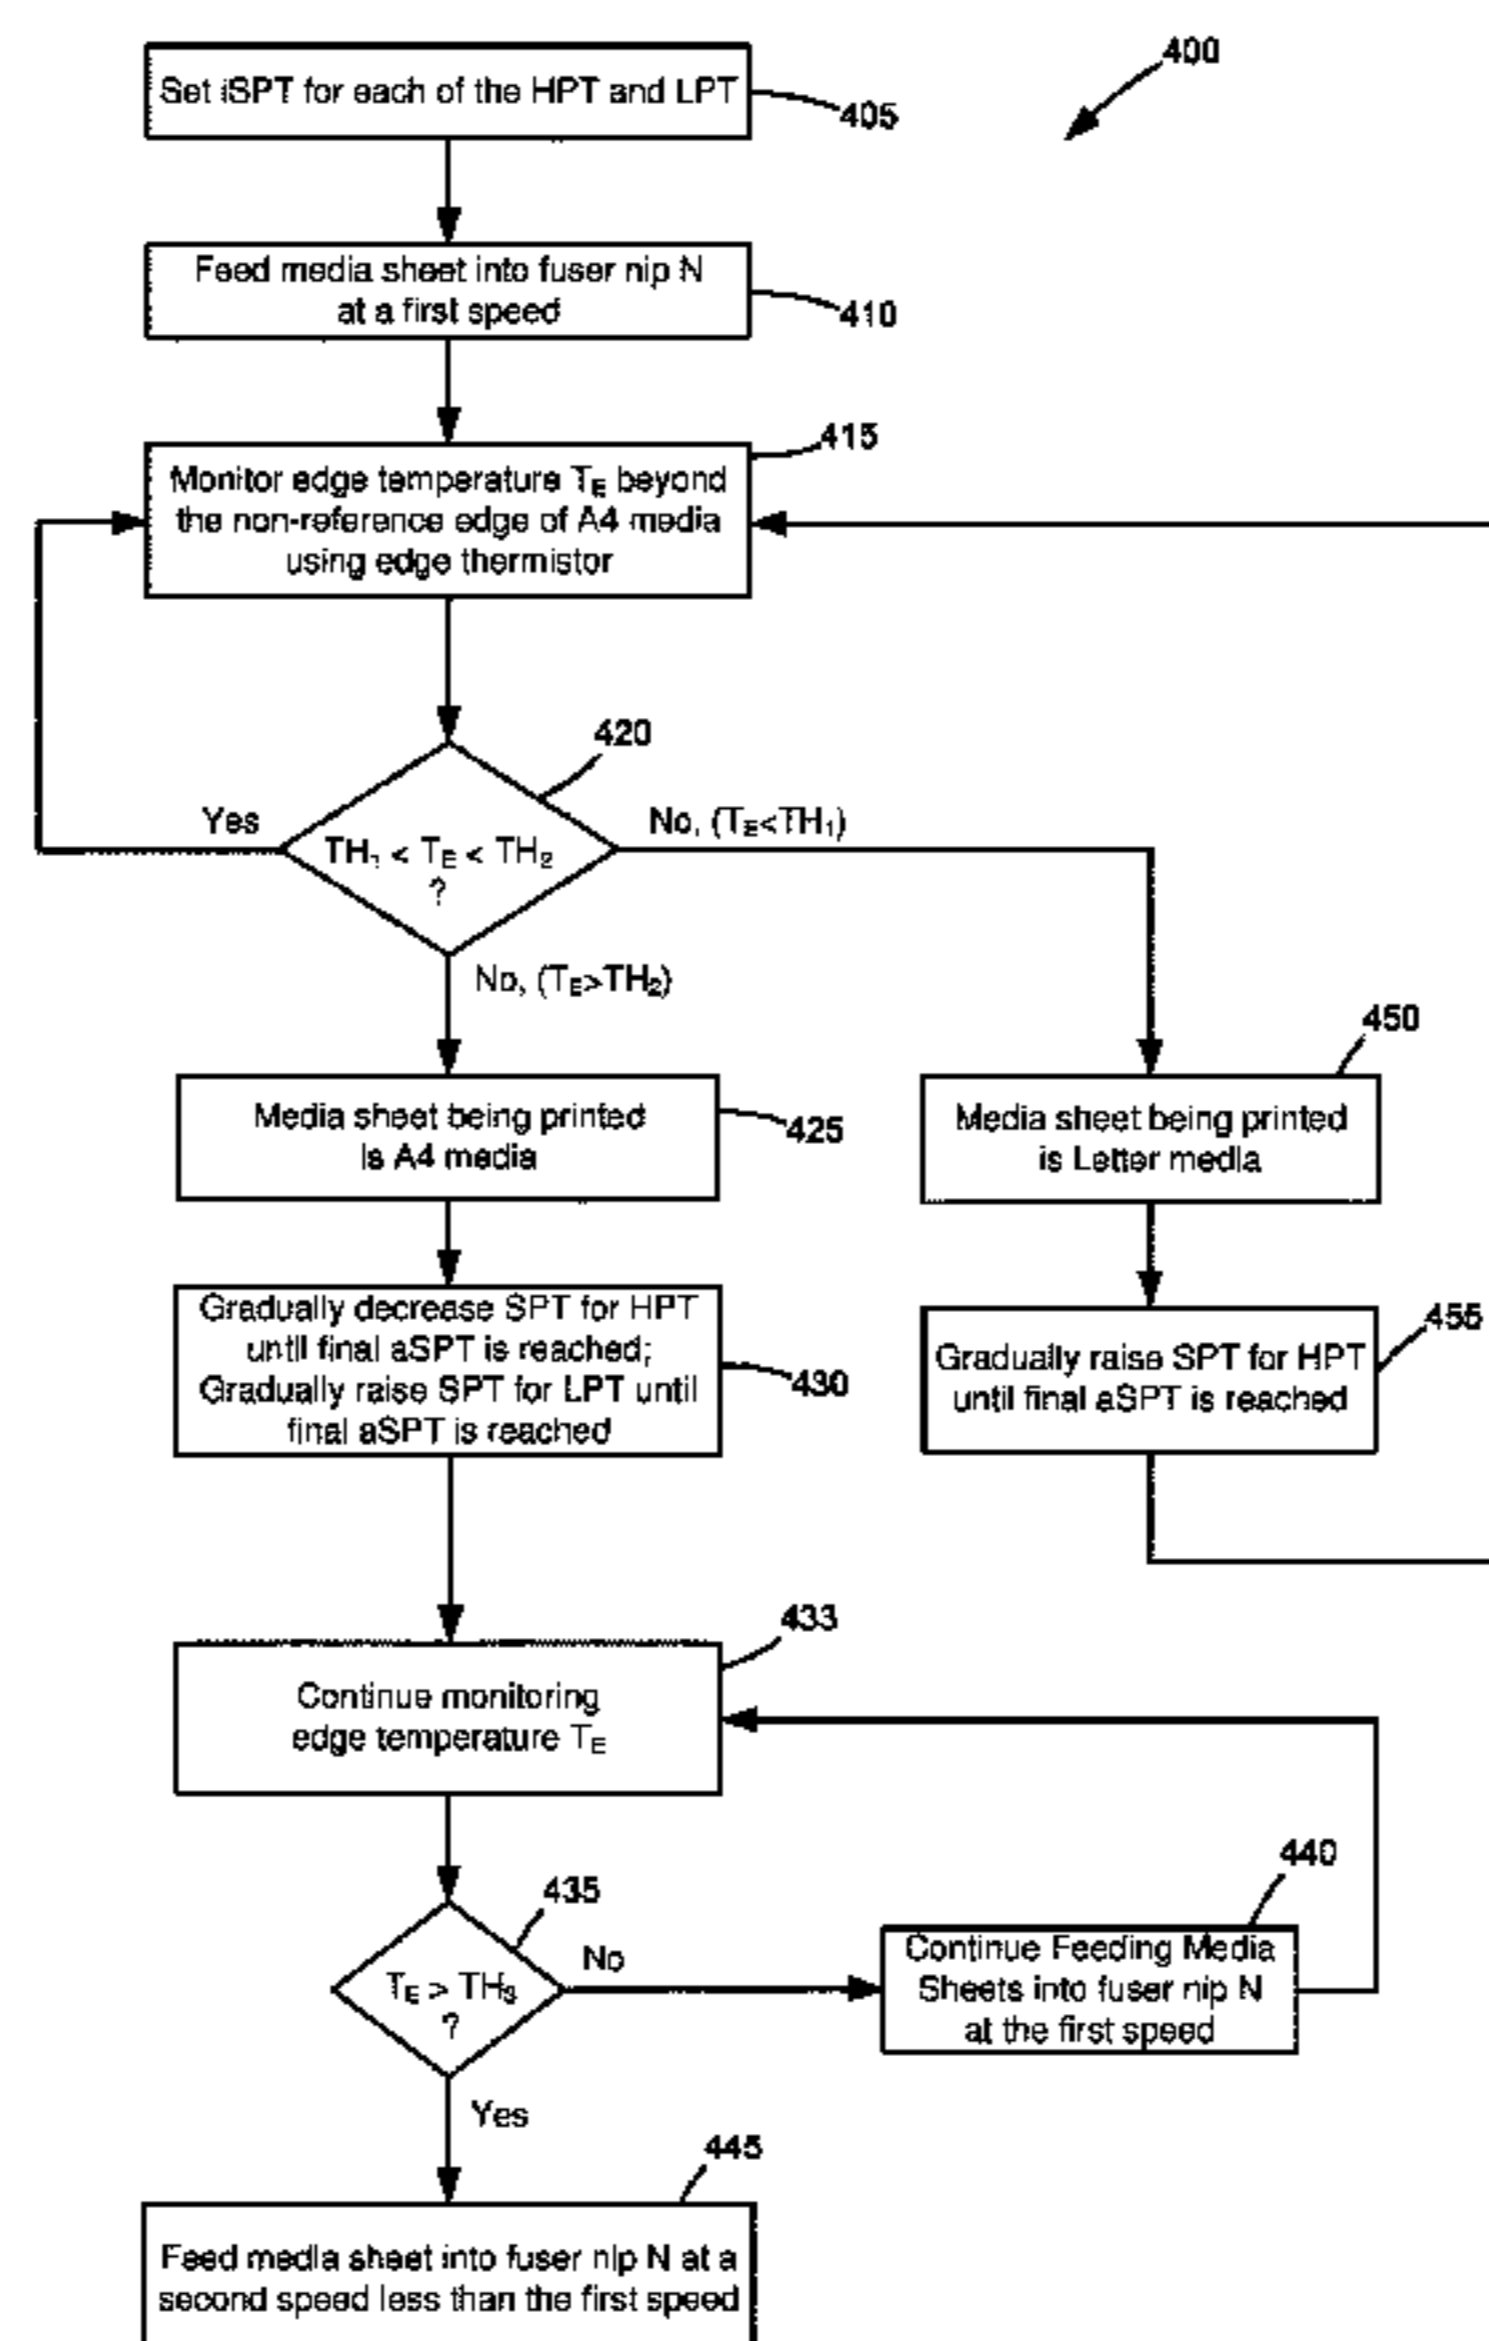 400
Set iSPT for each of the HPT and LPT
405
Feed media sheet into fuser nip N
at a first speed
410
415
Monitor edge temperature TE beyond
the non-reference edge of A4 media
using edge thermistor
420
Yes
No, (TE<TH1)
TH1 < TE < TH2
?
No, (TE>TH2)
450
Media sheet being printed
is A4 media
425
Media sheet being printed
is Letter media
Gradually decrease SPT for HPT
until final aSPT is reached;
Gradually raise SPT for LPT until
final aSPT is reached
430
455
Gradually raise SPT for HPT
until final aSPT is reached
433
Continue monitoring
edge temperature TE
435
TE > TH3
?
No
440
Continue Feeding Media
Sheets into fuser nip N
at the first speed
Yes
445
Feed media sheet into fuser nip N at a
second speed less than the first speed